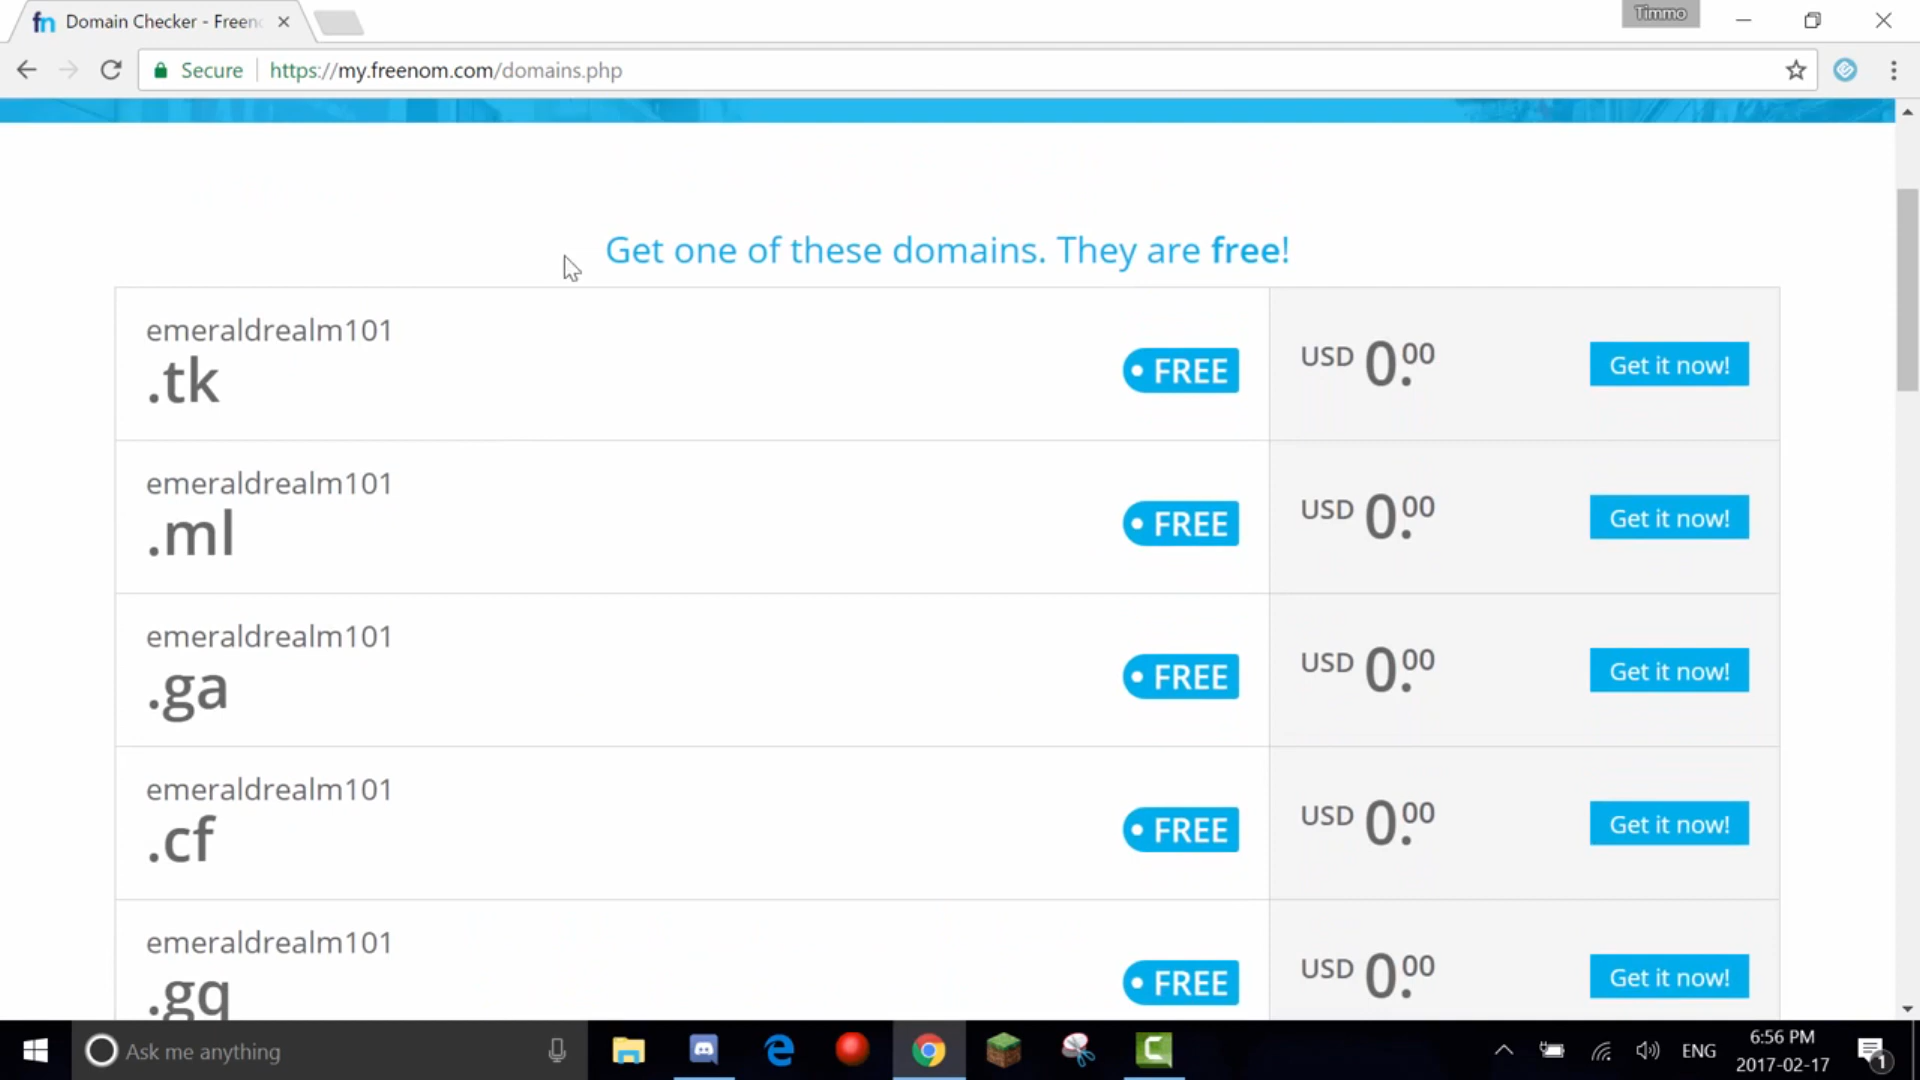 fn Domain Checker - Freen
Timmo
Secure https://my.freenom.com/domains.php
Get one of these domains. They are free!
emeraldrealm101
.tk
FREE
USD 0.00
Get it now!
emeraldrealm101
.ml
FREE
USD 0.00
Get it now!
emeraldrealm101
.ga
FREE
USD 0.00
Get it now!
emeraldrealm101
.cf
FREE
USD 0.00
Get it now!
emeraldrealm101
.gq
FREE
USD 0.00
Get it now!
Ask me anything
ENG
6:56 PM
2017-02-17
1